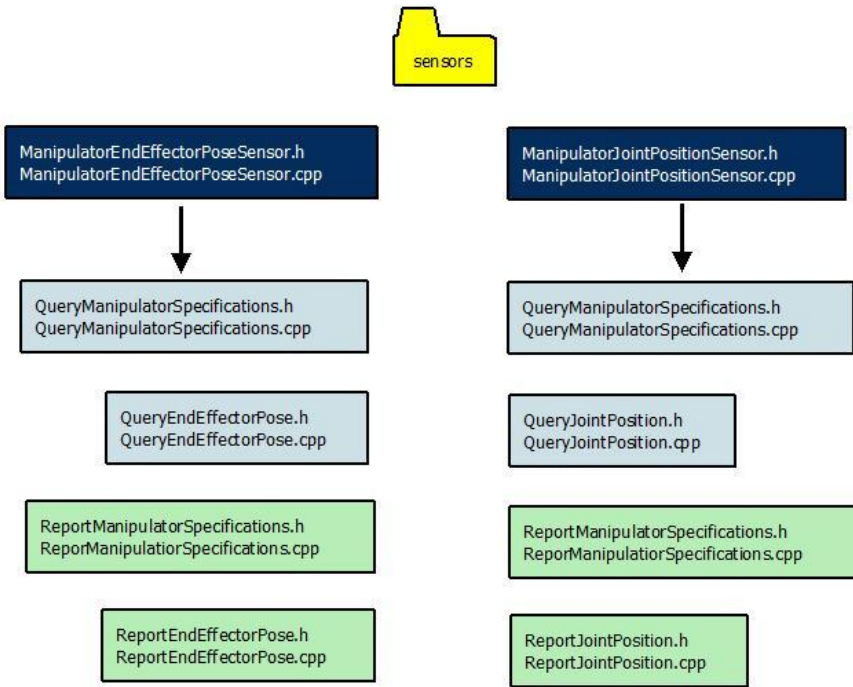 sensors
ManipulatorEndEffectorPoseSensor.h
ManipulatorEndEffectorPoseSensor.cpp
QueryManipulatorSpecifications.h
QueryManipulatorSpecifications.cpp
QueryEndEffectorPose.h
QueryEndEffectorPose.cpp
ReportManipulatorSpecifications.h
ReporManipulatiorSpecifications.cpp
ReportEndEffectorPose.h
ReportEndEffectorPose.cpp
ManipulatorJointPositionSensor.h
ManipulatorJointPositionSensor.cpp
QueryManipulatorSpecifications.h
QueryManipulatorSpecifications.cpp
QueryJointPosition.h
QueryJointPosition.cpp
ReportManipulatorSpecifications.h
ReporManipulatiorSpecifications.cpp
ReportJointPosition.h
ReportJointPosition.cpp